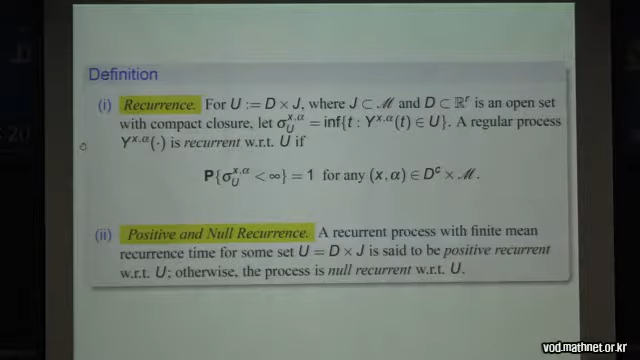 Definition
(i) Recurrence. For U := D × J, where J ⊂ ℳ and D ⊂ ℝʳ is an open set
with compact closure, let σ_U^{x,α} = inf{t : Y^{x,α}(t) ∈ U}. A regular process
Y^{x,α}(·) is recurrent w.r.t. U if
P{σ_U^{x,α} < ∞} = 1 for any (x, α) ∈ D^c × ℳ.
(ii) Positive and Null Recurrence. A recurrent process with finite mean
recurrence time for some set U = D × J is said to be positive recurrent
w.r.t. U; otherwise, the process is null recurrent w.r.t. U.
vod.mathnet.or.kr